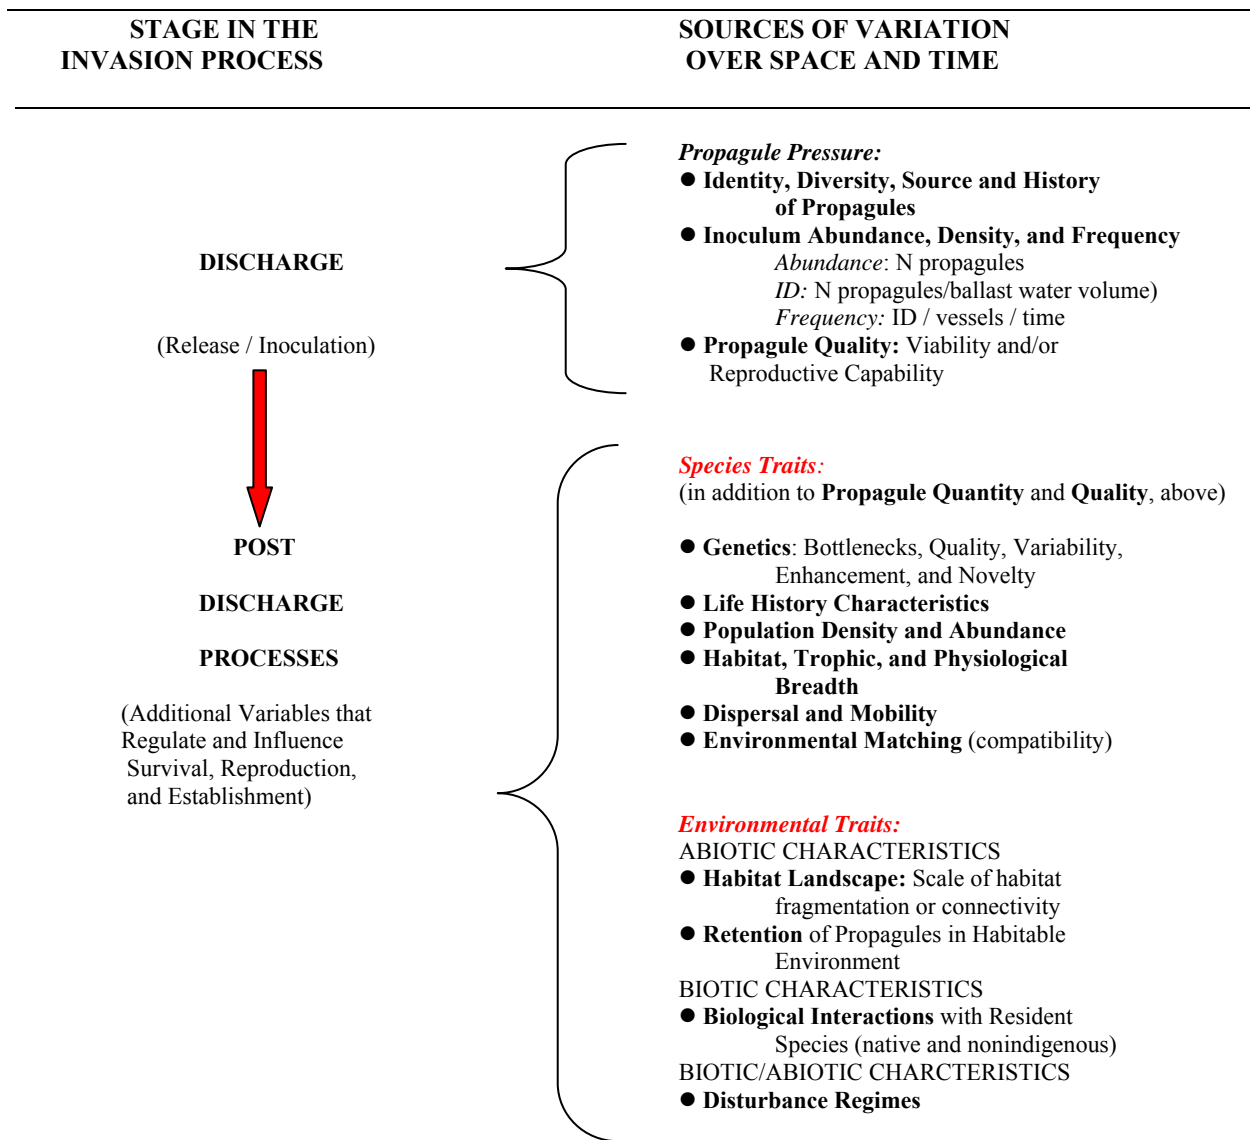 STAGE IN THE
INVASION PROCESS
SOURCES OF VARIATION
OVER SPACE AND TIME
DISCHARGE
(Release / Inoculation)
Propagule Pressure:
● Identity, Diversity, Source and History
of Propagules
● Inoculum Abundance, Density, and Frequency
Abundance: N propagules
ID: N propagules/ballast water volume)
Frequency: ID / vessels / time
● Propagule Quality: Viability and/or
Reproductive Capability
POST
DISCHARGE
PROCESSES
(Additional Variables that
Regulate and Influence
Survival, Reproduction,
and Establishment)
Species Traits:
(in addition to Propagule Quantity and Quality, above)
● Genetics: Bottlenecks, Quality, Variability,
Enhancement, and Novelty
● Life History Characteristics
● Population Density and Abundance
● Habitat, Trophic, and Physiological
Breadth
● Dispersal and Mobility
● Environmental Matching (compatibility)
Environmental Traits:
ABIOTIC CHARACTERISTICS
● Habitat Landscape: Scale of habitat
fragmentation or connectivity
● Retention of Propagules in Habitable
Environment
BIOTIC CHARACTERISTICS
● Biological Interactions with Resident
Species (native and nonindigenous)
BIOTIC/ABIOTIC CHARCTERISTICS
● Disturbance Regimes